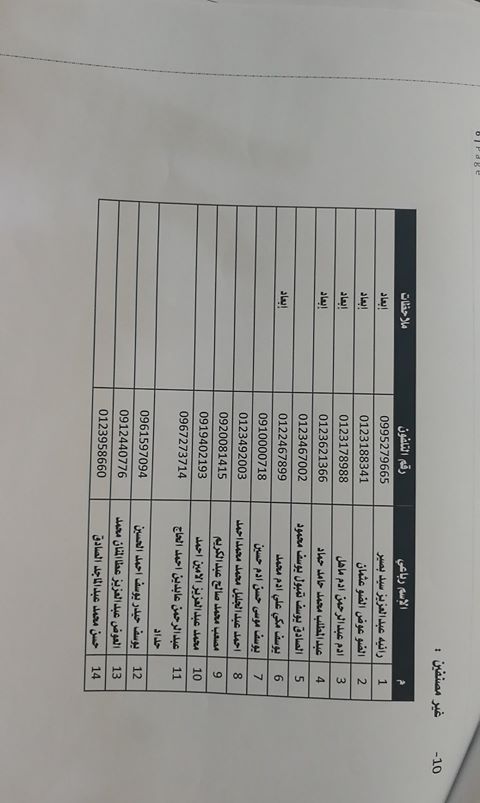 6 | Page
10- غير مصنفين :
م الإسم رباعي رقم التلفون ملاحظات
1 رانيه عبدالعزيز سيد بصير 0995279665 إبعاد
2 الضو عوض الضو عثمان 0123188341 إبعاد
3 ادم عبدالرحمن ادم ماهل 0123178988 إبعاد
4 عبدالمطلب محمد حامد حماد 0123621366 إبعاد
5 الصادق يوسف تمبول يوسف محمود 0123467002
6 يوسف مكي علي ادم محمد 0122467899 إبعاد
7 يوسف موسى حسن ادم حسين 0910000718
8 احمد عبدالجليل محمد محمداحمد 0123492003
9 مصعب محمد صالح عبدالكريم 0920081415
10 محمد عبدالعزيز الامين احمد 0919402193
11 عبدالرحمن عابدين احمد الحاج 0967273714
حداد
12 يوسف حيدر يوسف احمد الحسين 0961597094
13 العوض عبدالعزيز عطاالمنان محمد 0912440776
14 حسن محمد عبدالماجد الصادق 0123958660